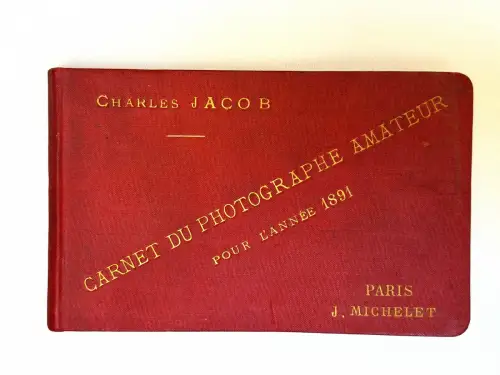 CHARLES JACOB
CARNET DU PHOTOGRAPHE AMATEUR
POUR L'ANNÉE 1891
PARIS
J. MICHELET